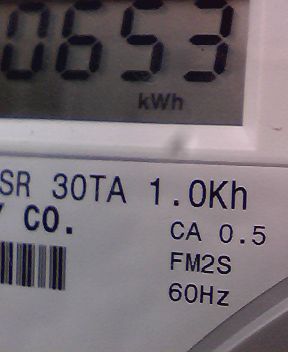 0653
kWh
SR 30TA 1.0Kh
Y CO.
CA 0.5
FM2S
60Hz